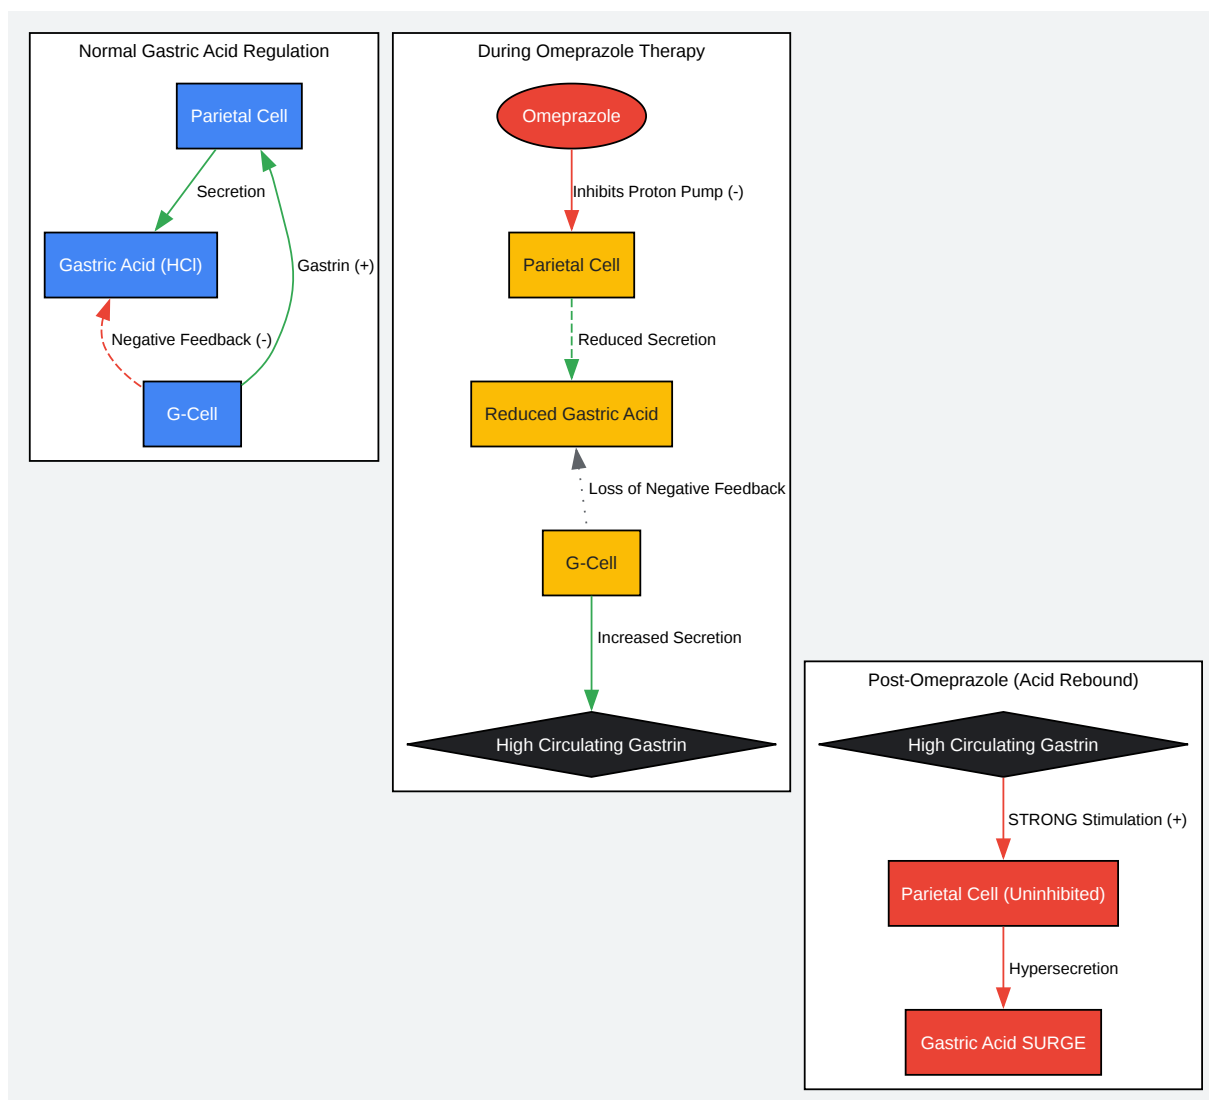 Normal Gastric Acid Regulation
Parietal Cell
Secretion
Gastric Acid (HCl)
Gastrin (+)
Negative Feedback (-)
G-Cell
During Omeprazole Therapy
Omeprazole
Inhibits Proton Pump (-)
Parietal Cell
Reduced Secretion
Reduced Gastric Acid
Loss of Negative Feedback
G-Cell
Increased Secretion
High Circulating Gastrin
Post-Omeprazole (Acid Rebound)
High Circulating Gastrin
STRONG Stimulation (+)
Parietal Cell (Uninhibited)
Hypersecretion
Gastric Acid SURGE